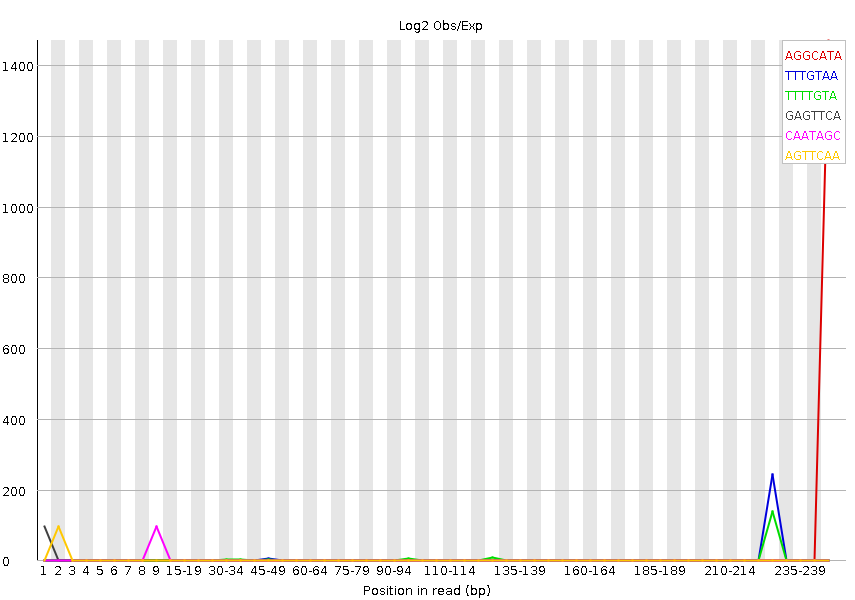 Log2 Obs/Exp
AGGCATA
TTTGTAA
TTTTGTA
GAGTTCA
CAATAGC
AGTTCAA
1400
1200
1000
800
600
400
200
0
1 2 3 4 5 6 7 8 9 15-19 30-34 45-49 60-64 75-79 90-94 110-114 135-139 160-164 185-189 210-214 235-239
Position in read (bp)